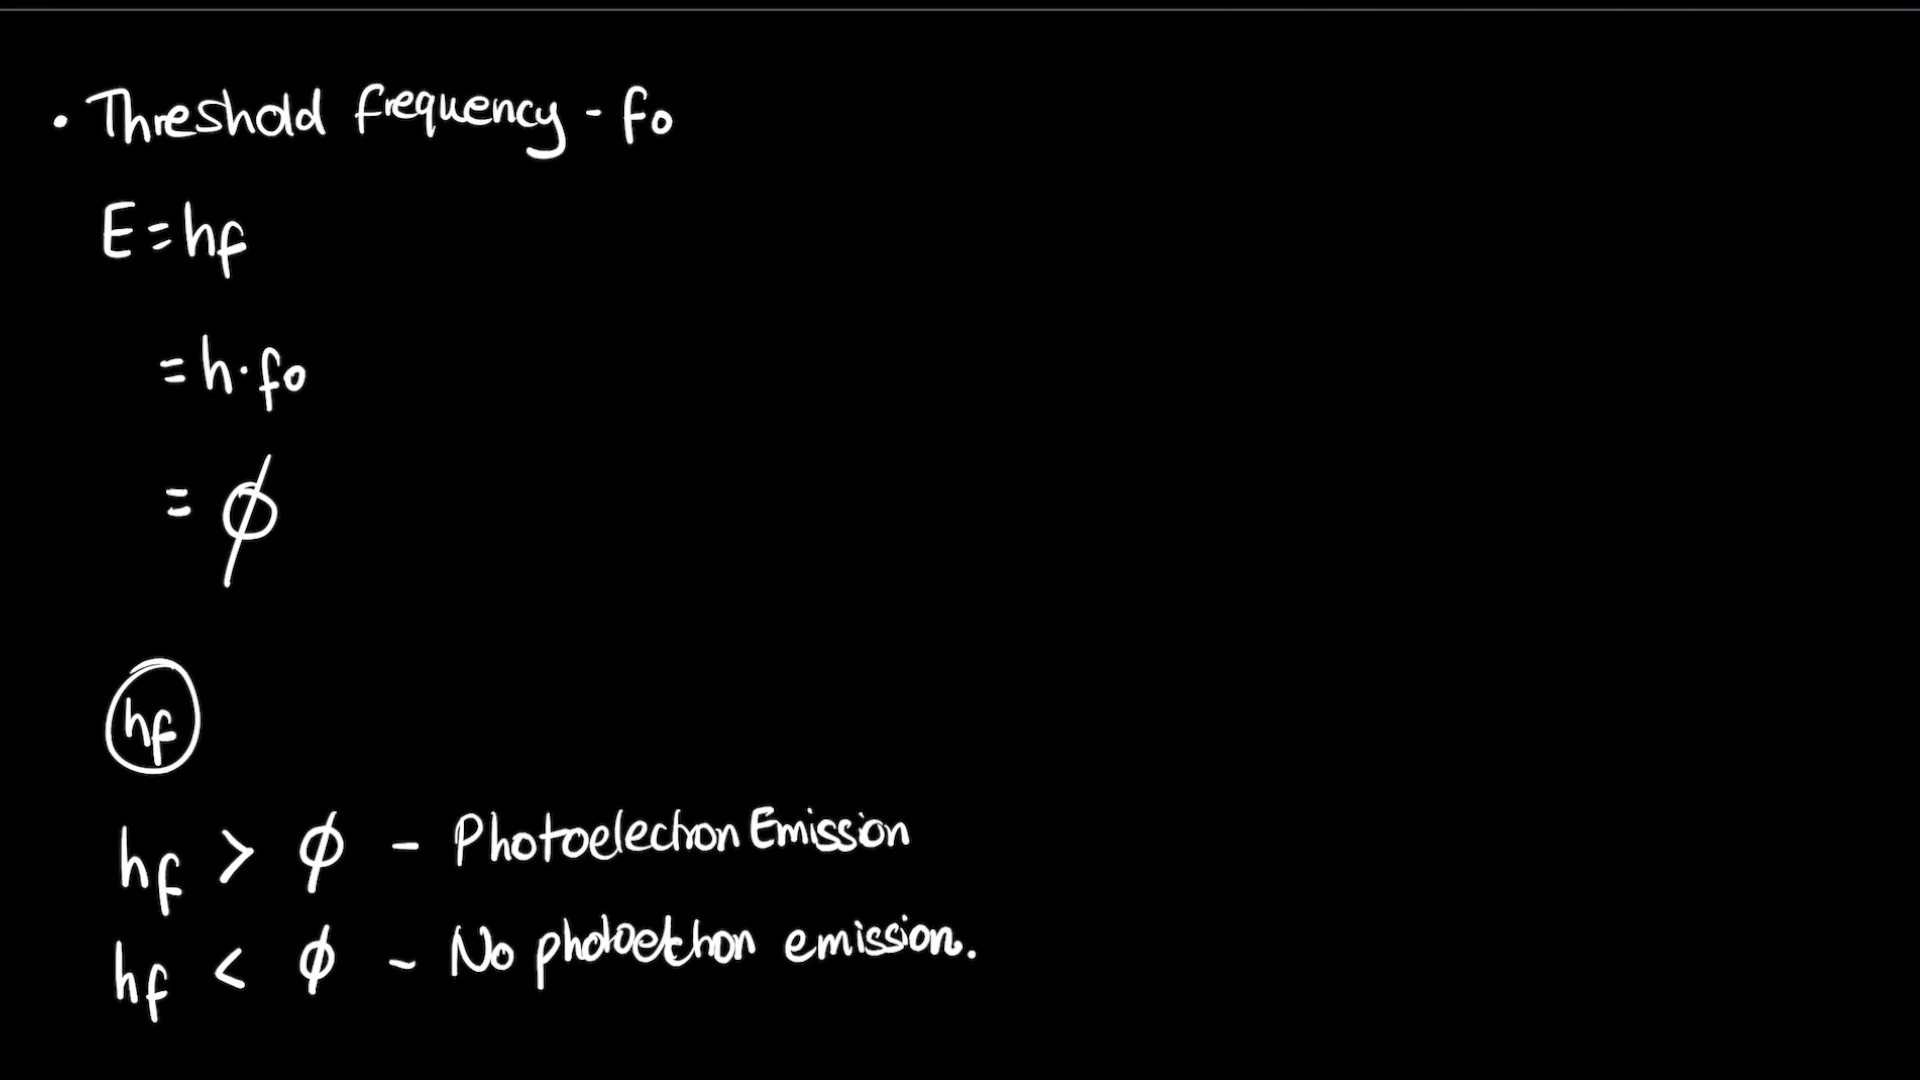 • Threshold frequency - fo
E = hf
= h·fo
= φ
hf
hf > φ - Photoelectron Emission
hf < φ - No photoelectron emission.